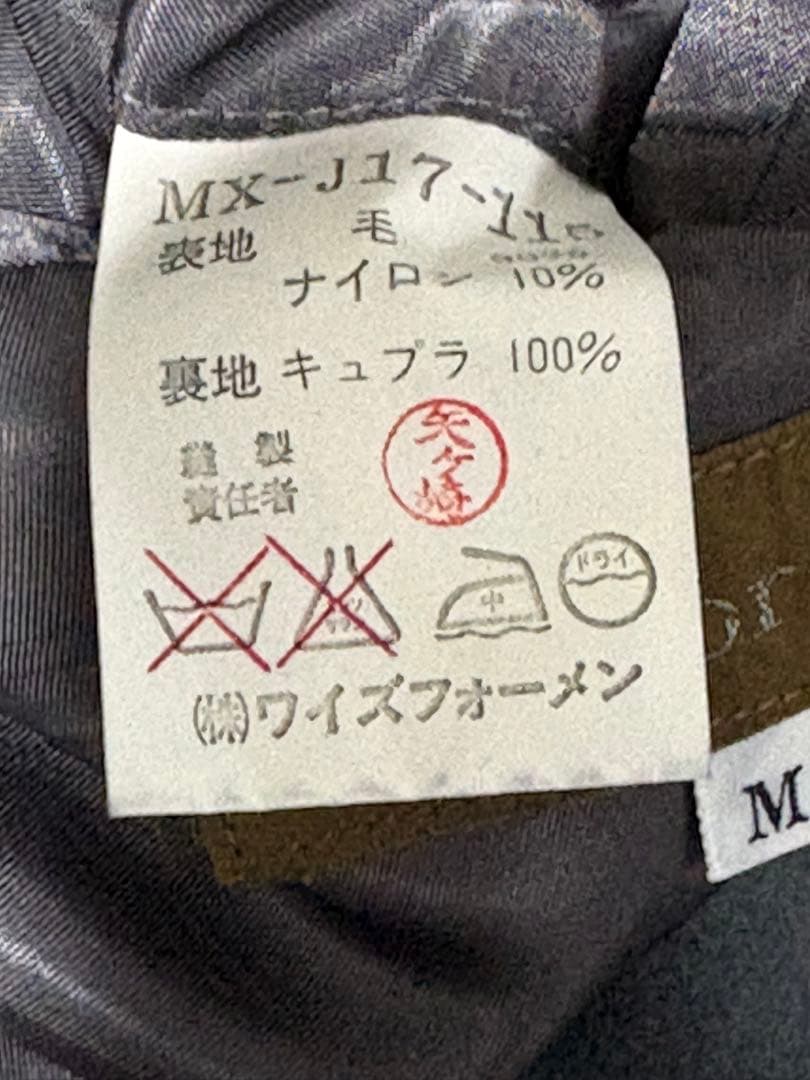 MX-J17-11
表地 毛
ナイロン 10%
裏地 キュプラ 100%
縫製
責任者
矢ヶ崎
中
ドライ
㈱ワイズフォーメン
or
M